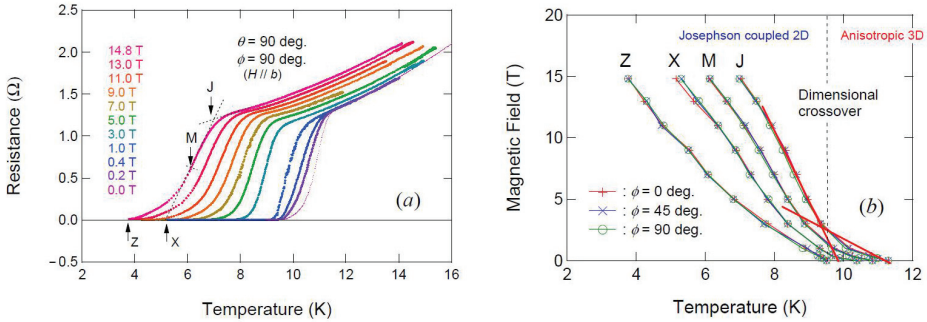 2.5
2.0
1.5
1.0
0.5
0.0
−0.5
Resistance (Ω)
14.8 T
13.0 T
11.0 T
9.0 T
7.0 T
5.0 T
3.0 T
1.0 T
0.4 T
0.2 T
0.0 T
θ = 90 deg.
ϕ = 90 deg.
(H // b)
J
M
Z
X
(a)
2 4 6 8 10 12 14 16
Temperature (K)
Josephson coupled 2D
Anisotropic 3D
20
15
10
5
0
Magnetic Field (T)
Z X M J
Dimensional
crossover
: ϕ = 0 deg.
: ϕ = 45 deg.
: ϕ = 90 deg.
(b)
2 4 6 8 10 12
Temperature (K)